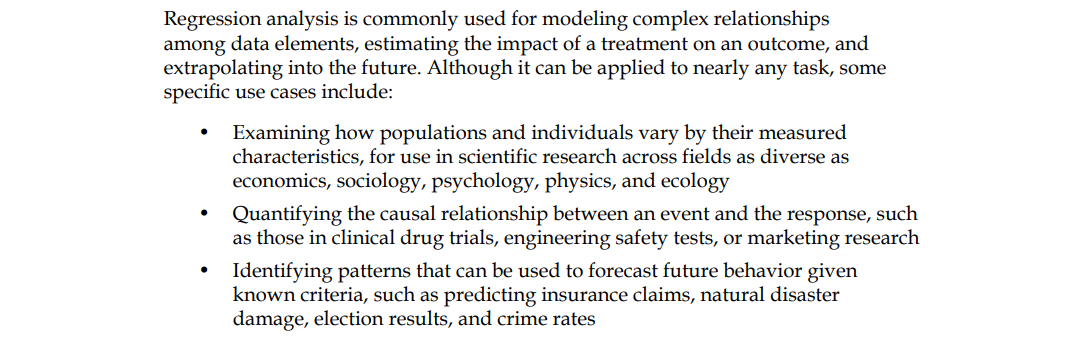 Regression analysis is commonly used for modeling complex relationships
among data elements, estimating the impact of a treatment on an outcome, and
extrapolating into the future. Although it can be applied to nearly any task, some
specific use cases include:
• Examining how populations and individuals vary by their measured
characteristics, for use in scientific research across fields as diverse as
economics, sociology, psychology, physics, and ecology
• Quantifying the causal relationship between an event and the response, such
as those in clinical drug trials, engineering safety tests, or marketing research
• Identifying patterns that can be used to forecast future behavior given
known criteria, such as predicting insurance claims, natural disaster
damage, election results, and crime rates